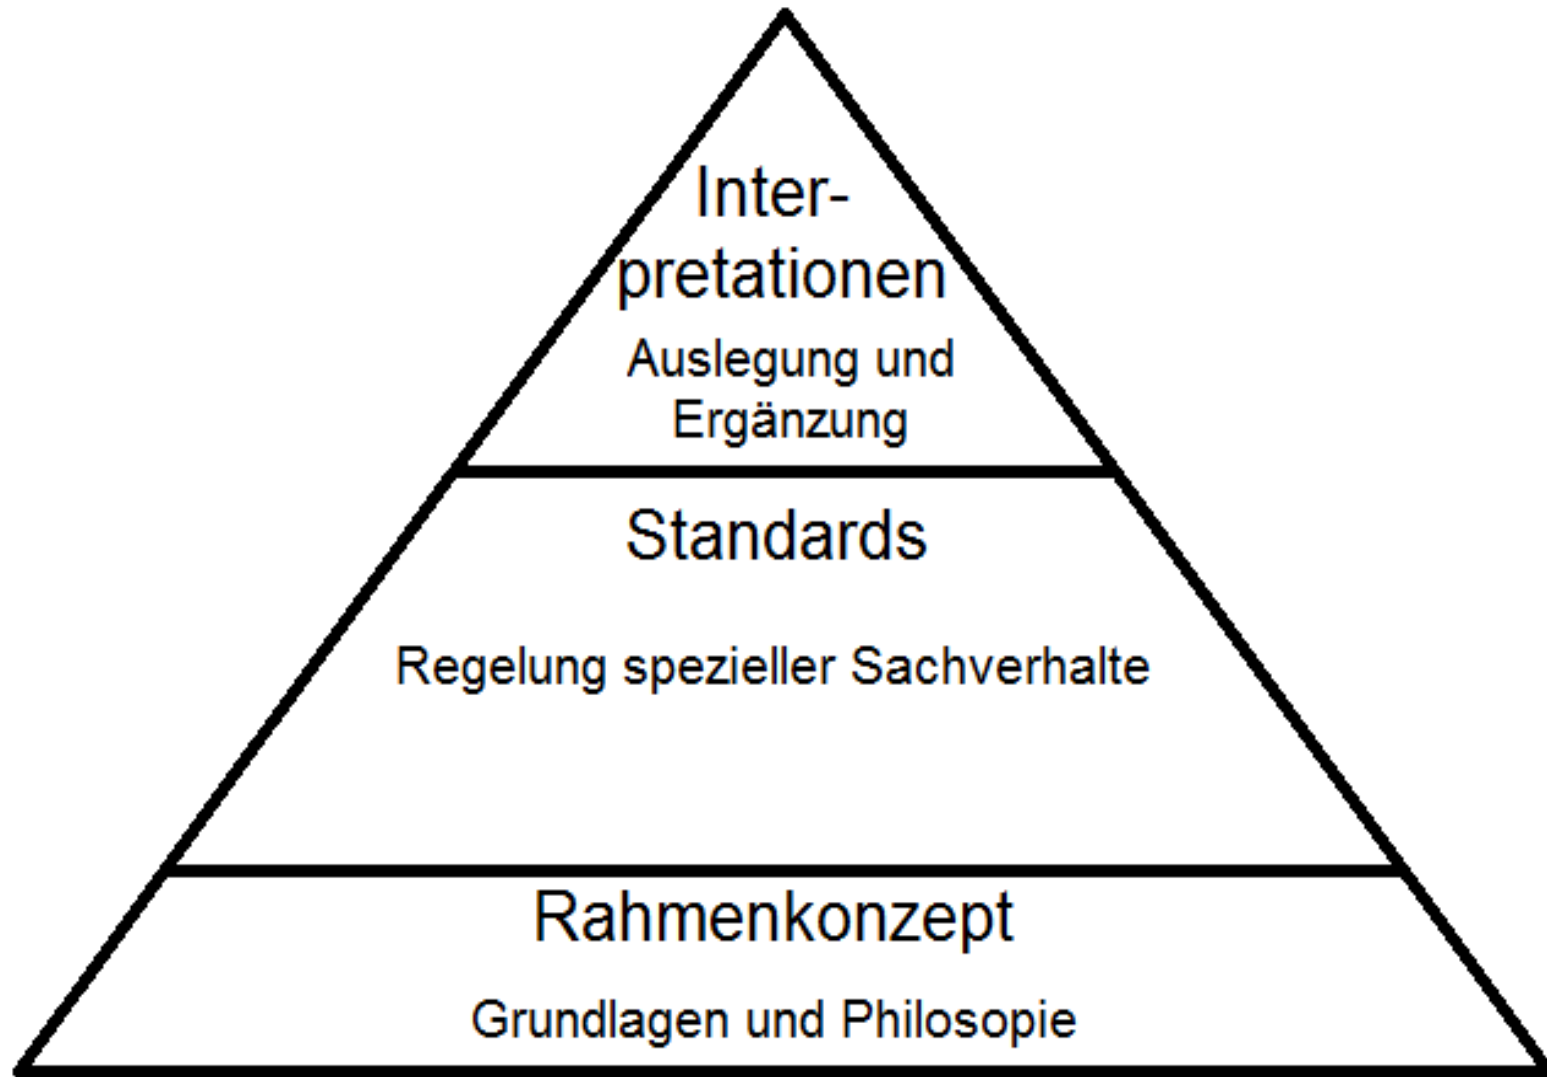 Inter-
pretationen
Auslegung und
Ergänzung
Standards
Regelung spezieller Sachverhalte
Rahmenkonzept
Grundlagen und Philosopie